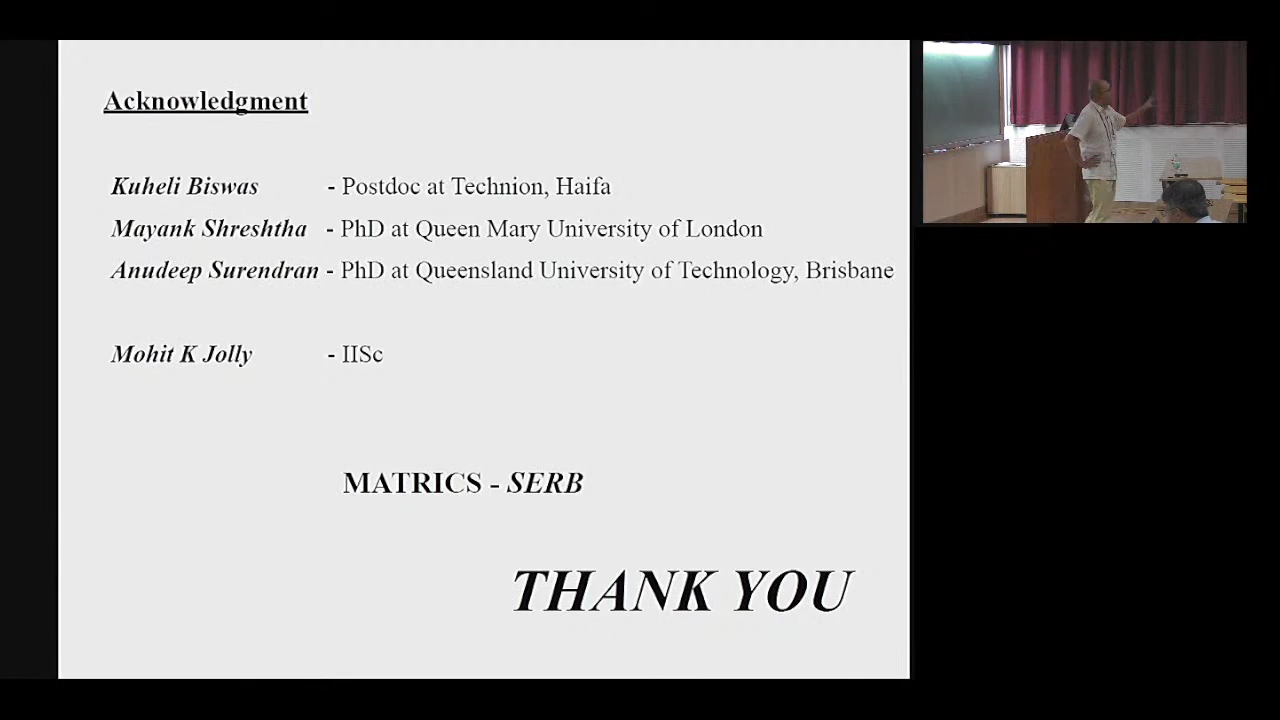 Acknowledgment
Kuheli Biswas - Postdoc at Technion, Haifa
Mayank Shreshtha - PhD at Queen Mary University of London
Anudeep Surendran - PhD at Queensland University of Technology, Brisbane
Mohit K Jolly - IISc
MATRICS - SERB
THANK YOU